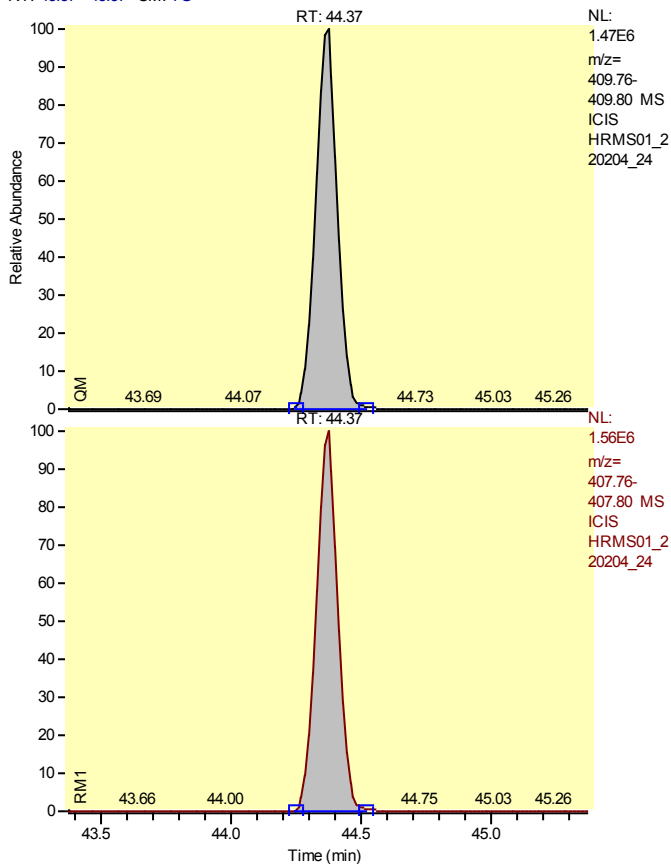 RT: 44.37
NL:
1.47E6
m/z=
409.76-
409.80 MS
ICIS
HRMS01_2
20204_24
100
90
80
70
60
50
40
30
20
10
0
Relative Abundance
QM
43.69 44.07 44.73 45.03 45.26
RT: 44.37
NL:
1.56E6
m/z=
407.76-
407.80 MS
ICIS
HRMS01_2
20204_24
100
90
80
70
60
50
40
30
20
10
0
RM1
43.66 44.00 44.75 45.03 45.26
43.5 44.0 44.5 45.0
Time (min)